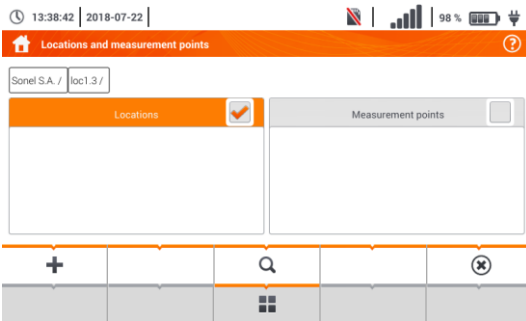 13:38:42 2018-07-22 98 %
Locations and measurement points
Sonel S.A. / loc1.3 /
Locations Measurement points